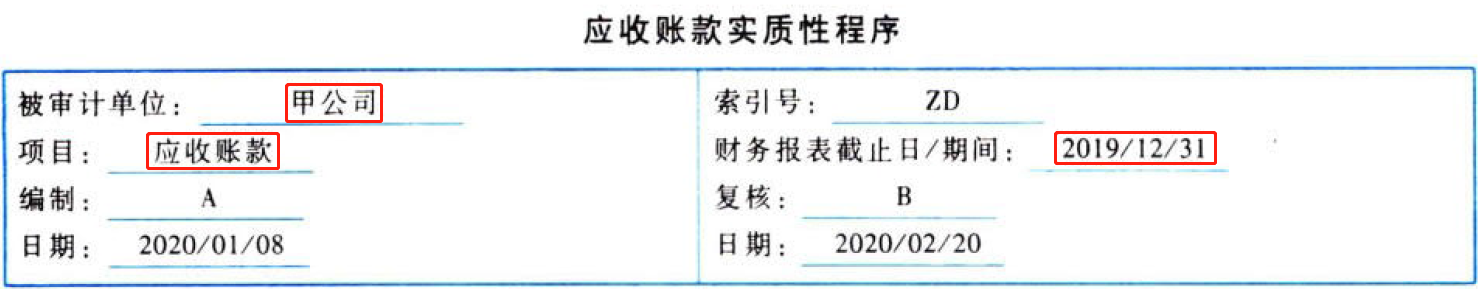 应收账款实质性程序
被审计单位： 甲公司
索引号： ZD
项目： 应收账款
财务报表截止日/期间： 2019/12/31
编制： A
复核： B
日期： 2020/01/08
日期： 2020/02/20